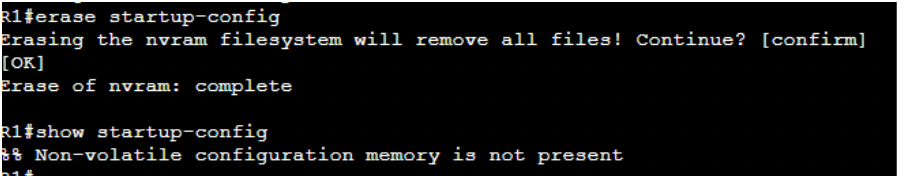 R1#erase startup-config
Erasing the nvram filesystem will remove all files! Continue? [confirm]
[OK]
Erase of nvram: complete
R1#show startup-config
%% Non-volatile configuration memory is not present
R1#